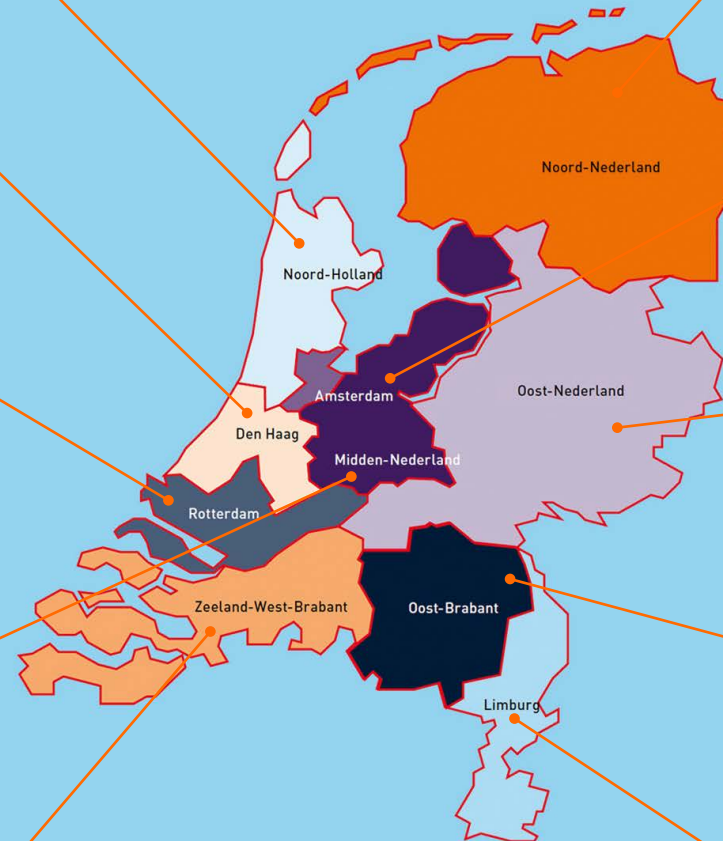 Noord-Nederland
Noord-Holland
Oost-Nederland
Amsterdam
Den Haag
Midden-Nederland
Rotterdam
Zeeland-West-Brabant
Oost-Brabant
Limburg